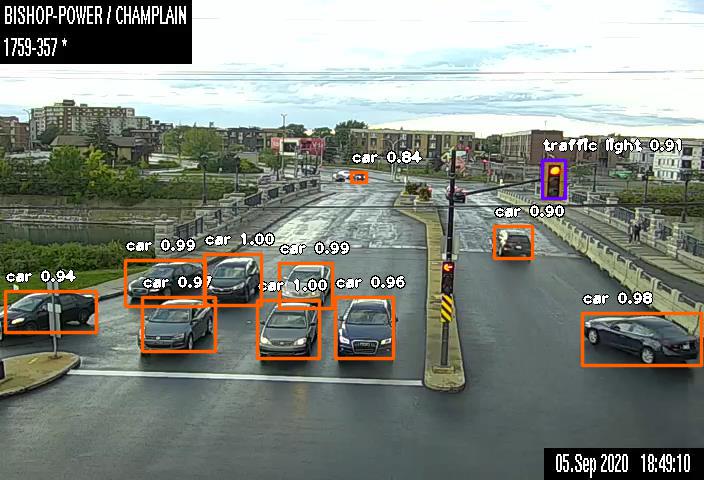 BISHOP-POWER / CHAMPLAIN
1759-357 *
traffic light 0.91
car 0.84
car 0.90
car 0.99
car 1.00
car 0.99
car 0.94
car 0.97
car 1.00
car 0.96
car 0.98
05.Sep 2020 18:49:10